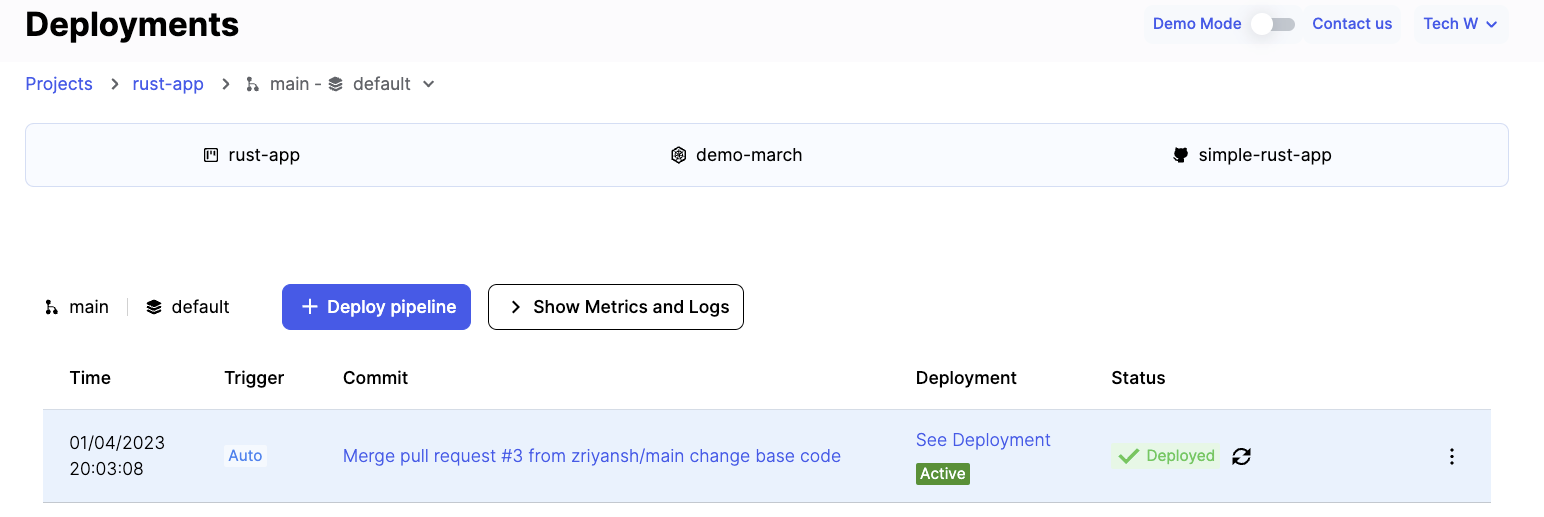 Deployments
Demo Mode Contact us Tech W
Projects > rust-app > main - default
rust-app demo-march simple-rust-app
main default + Deploy pipeline > Show Metrics and Logs
Time Trigger Commit Deployment Status
01/04/2023
20:03:08
Auto
Merge pull request #3 from zriyansh/main change base code
See Deployment
Active
Deployed